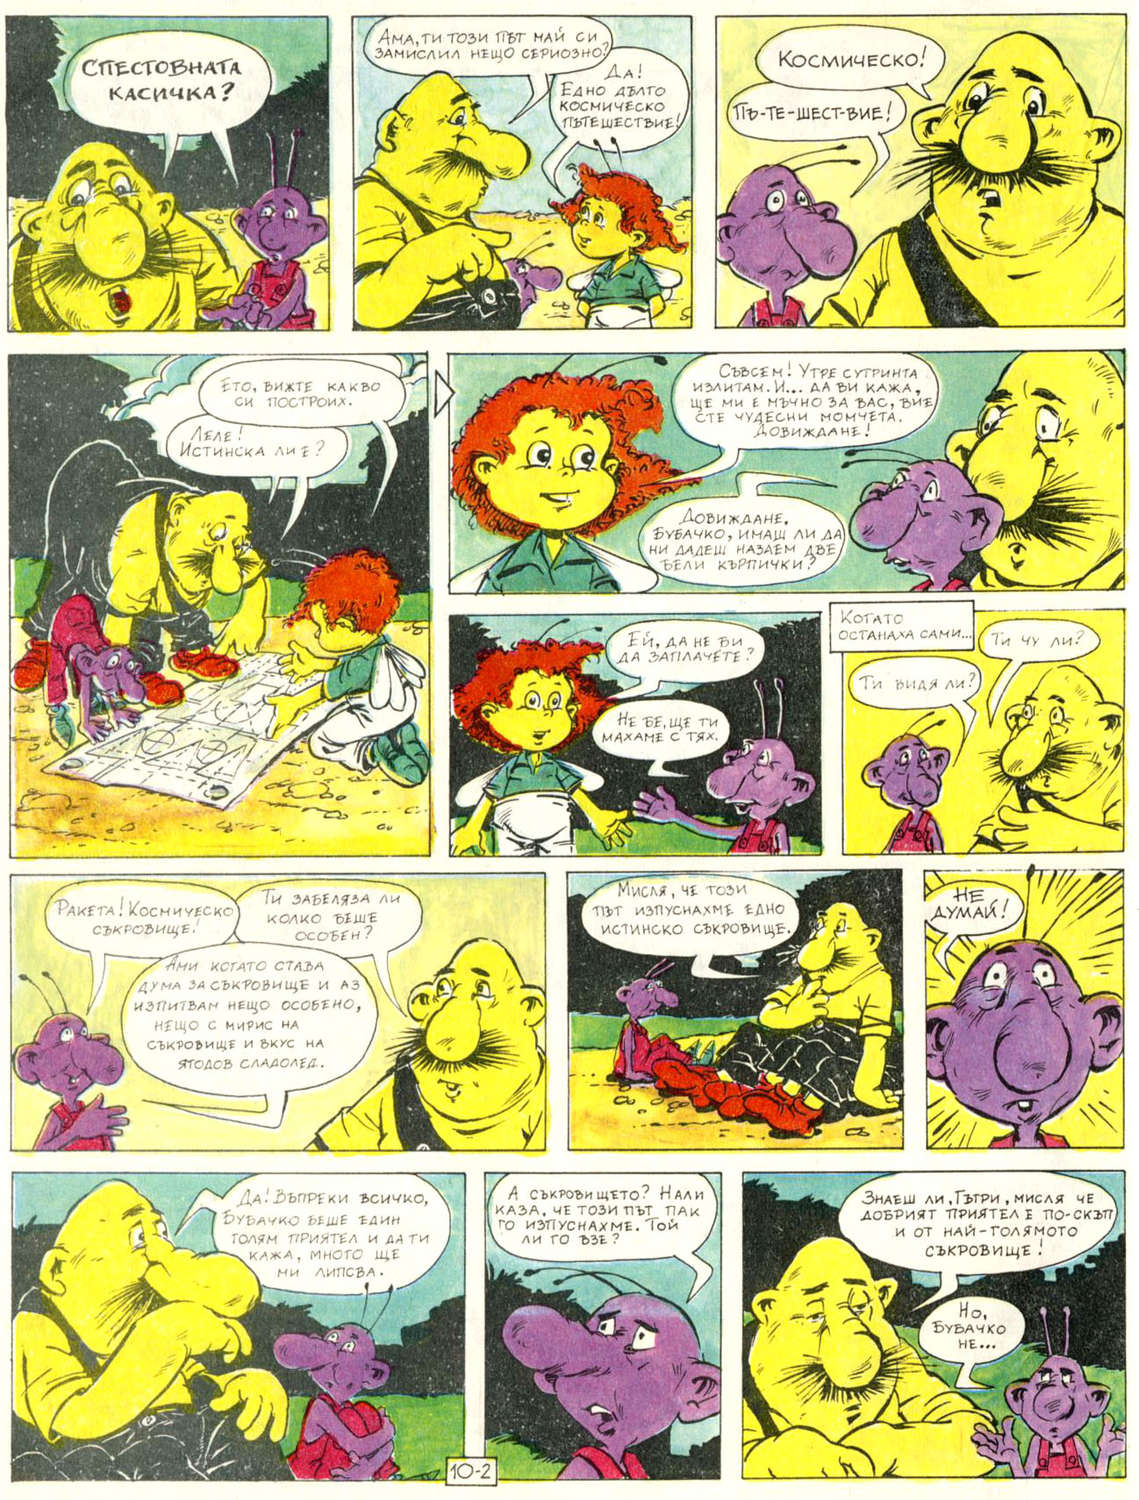 СПЕСТОВНАТА
КАСИЧКА?
АМА, ТИ ТОЗИ ПЪТ МАЙ СИ
ЗАМИСЛИЛ НЕЩО СЕРИОЗНО?
ДА!
ЕДНО ДЪЛГО
КОСМИЧЕСКО
ПЪТЕШЕСТВИЕ!
КОСМИЧЕСКО!
ПЪ-ТЕ-ШЕСТ-ВИЕ!
ЕТО, ВИЖТЕ КАКВО
СИ ПОСТРОИХ.
ЛЕЛЕ!
ИСТИНСКА ЛИ Е?
СЪВСЕМ! УТРЕ СУТРИНТА
ИЗЛИТАМ. И... ДА ВИ КАЖА,
ЩЕ МИ Е МЪЧНО ЗА ВАС, ВИЕ
СТЕ ЧУДЕСНИ МОМЧЕТА.
ДОВИЖДАНЕ!
ДОВИЖДАНЕ,
БУБАЧКО, ИМАШ ЛИ ДА
НИ ДАДЕШ НАЗАЕМ ДВЕ
БЕЛИ КЪРПИЧКИ?
ЕЙ, ДА НЕ ВИ
ДА ЗАПЛАЧЕТЕ?
НЕ БЕ, ЩЕ ТИ
МАХАМЕ С ТЯХ.
КОГАТО
ОСТАНАХА САМИ...
ТИ ЧУ ЛИ?
ТИ ВИДЯ ЛИ?
РАКЕТА! КОСМИЧЕСКО
СЪКРОВИЩЕ!
ТИ ЗАБЕЛЯЗА ЛИ
КОЛКО БЕШЕ
ОСОБЕН?
АМИ КОГАТО СТАВА
ДУМА ЗА СЪКРОВИЩЕ И АЗ
ИЗПИТВАМ НЕЩО ОСОБЕНО,
НЕЩО С МИРИС НА
СЪКРОВИЩЕ И ВКУС НА
ЯГОДОВ СЛАДОЛЕД.
МИСЛЯ, ЧЕ ТОЗИ
ПЪТ ИЗПУСНАХМЕ ЕДНО
ИСТИНСКО СЪКРОВИЩЕ.
НЕ
ДУМАЙ!
ДА! ВЪПРЕКИ ВСИЧКО,
БУБАЧКО БЕШЕ ЕДИН
ГОЛЯМ ПРИЯТЕЛ И ДА ТИ
КАЖА, МНОГО ЩЕ
МИ ЛИПСВА.
А СЪКРОВИЩЕТО? НАЛИ
КАЗА, ЧЕ ТОЗИ ПЪТ ПАК
ГО ИЗПУСНАХМЕ. ТОЙ
ЛИ ГО ВЗЕ?
ЗНАЕШ ЛИ, ГЪГРИ, МИСЛЯ ЧЕ
ДОБРИЯТ ПРИЯТЕЛ Е ПО-СКЪП
И ОТ НАЙ-ГОЛЯМОТО
СЪКРОВИЩЕ!
НО,
БУБАЧКО
НЕ...
10-2